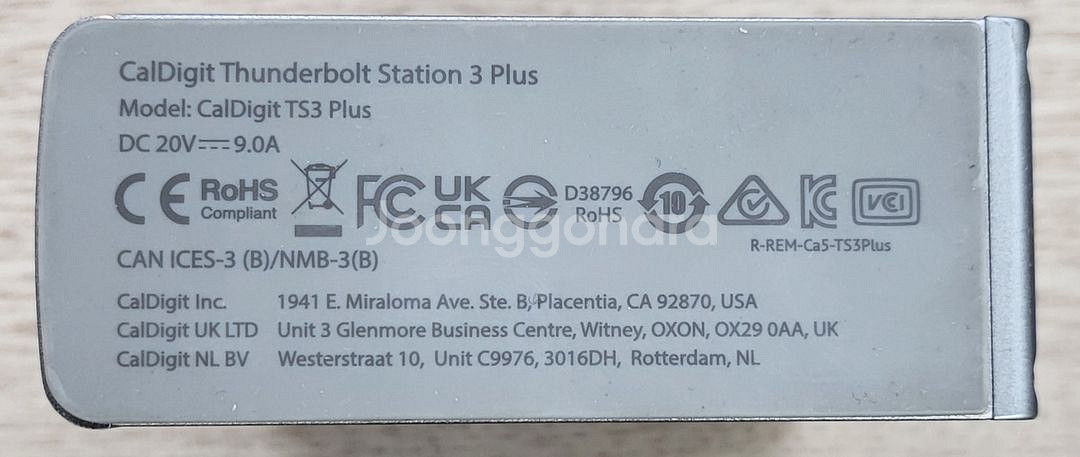 CalDigit Thunderbolt Station 3 Plus
Model: CalDigit TS3 Plus
DC 20V⎓9.0A
CE RoHS Compliant FC UK CA D38796 RoHS 10 KC VCI
R-REM-Ca5-TS3Plus
Joonggonara
CAN ICES-3 (B)/NMB-3(B)
CalDigit Inc. 1941 E. Miraloma Ave. Ste. B, Placentia, CA 92870, USA
CalDigit UK LTD Unit 3 Glenmore Business Centre, Witney, OXON, OX29 0AA, UK
CalDigit NL BV Westerstraat 10, Unit C9976, 3016DH, Rotterdam, NL